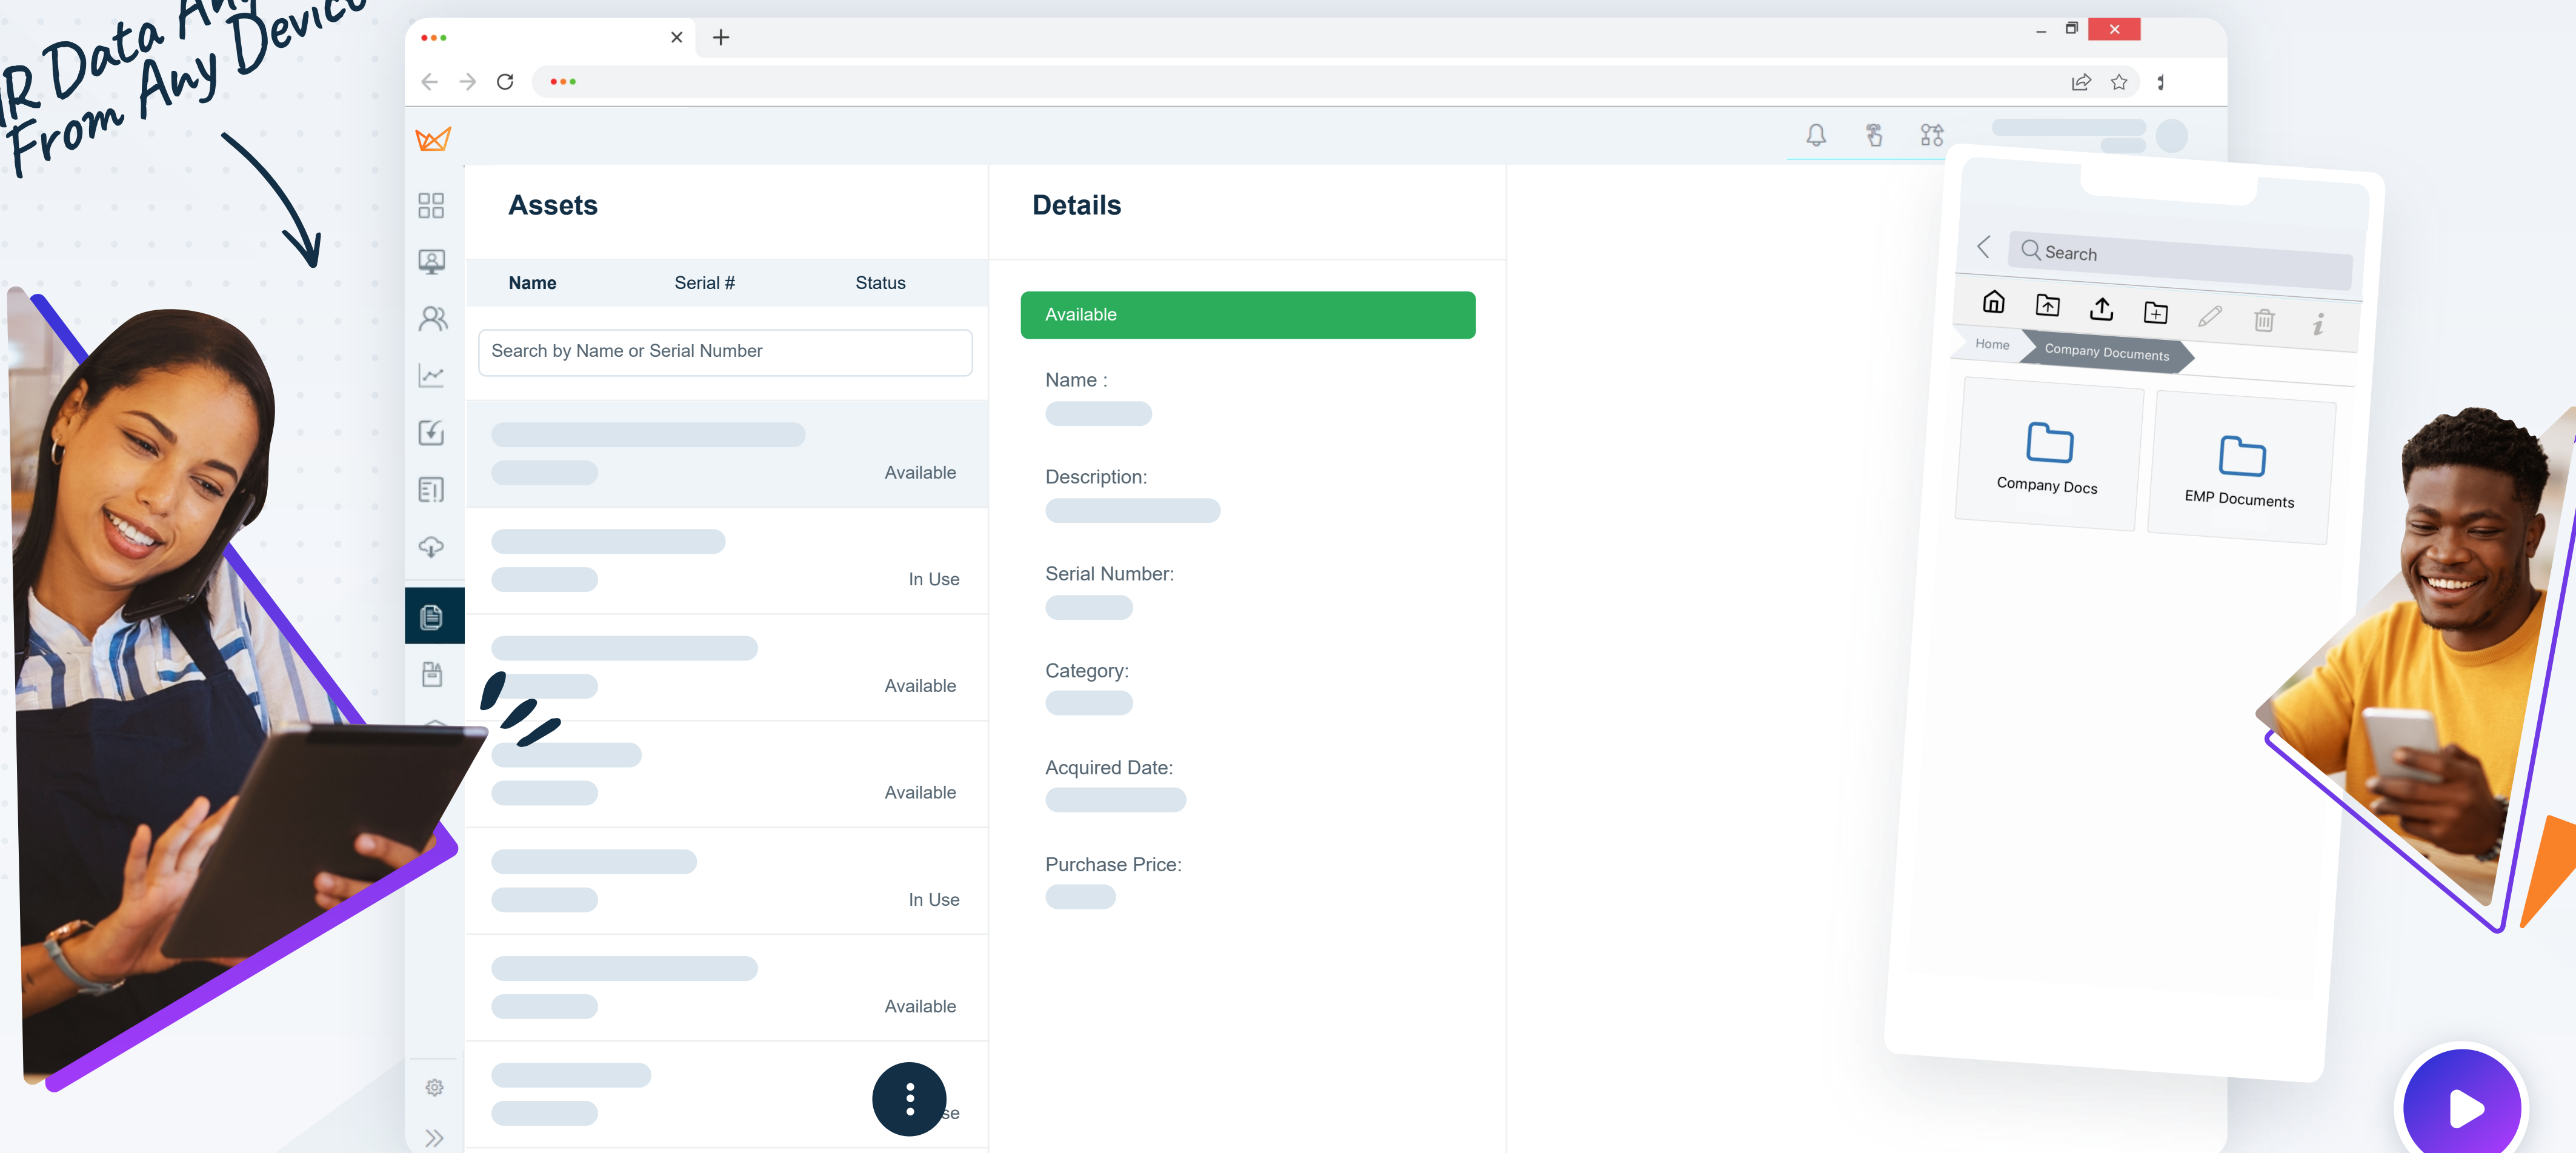 Data
From Any Device
Assets
Name Serial # Status
Search by Name or Serial Number
Available
In Use
Available
Available
In Use
Available
Details
Available
Name :
Description:
Serial Number:
Category:
Acquired Date:
Purchase Price:
Search
Home Company Documents
Company Docs EMP Documents